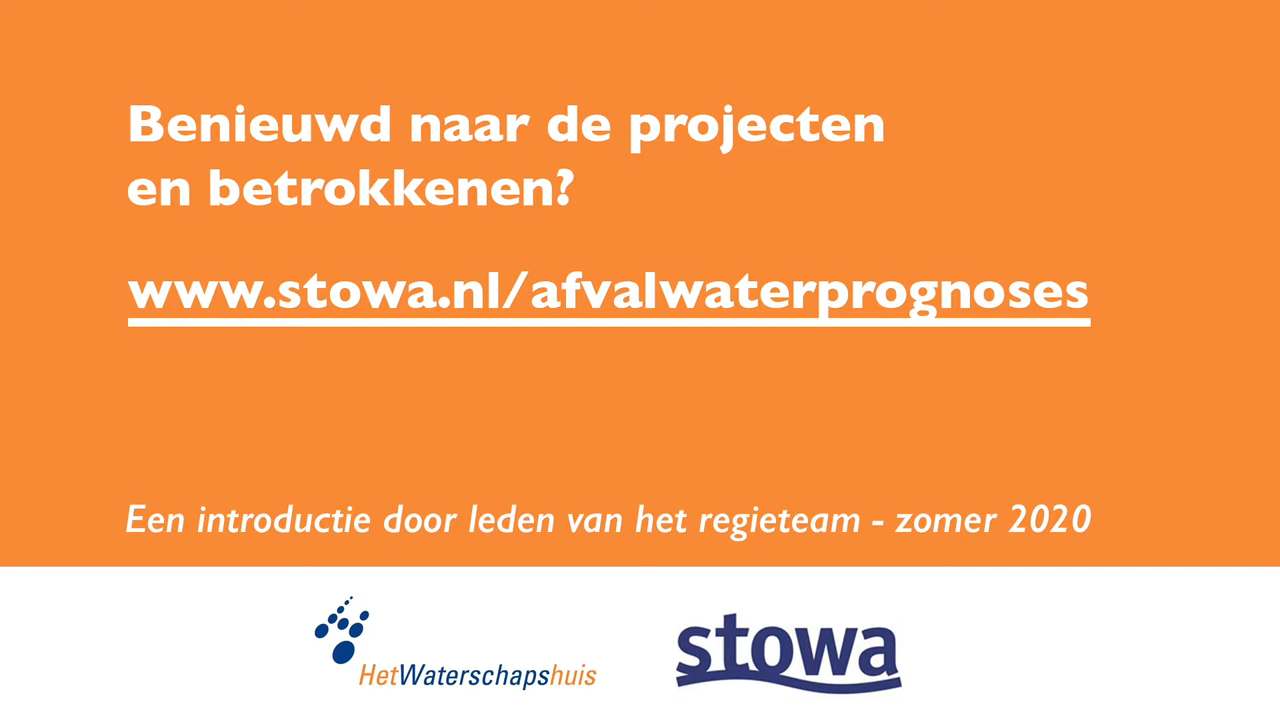 Benieuwd naar de projecten
en betrokkenen?
www.stowa.nl/afvalwaterprognoses
Een introductie door leden van het regieteam - zomer 2020
HetWaterschapshuis
stowa